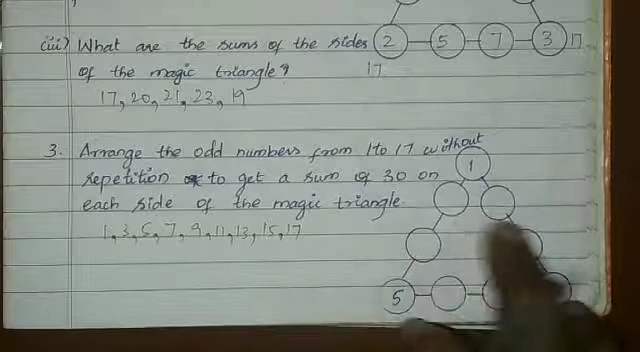 (iii) What are the sums of the sides
of the magic triangle?
17, 20, 21, 23, 19
2 5 7 3 17
17
3. Arrange the odd numbers from 1 to 17 without
repetition to get a sum of 30 on
each side of the magic triangle.
1, 3, 5, 7, 9, 11, 13, 15, 17
1
5